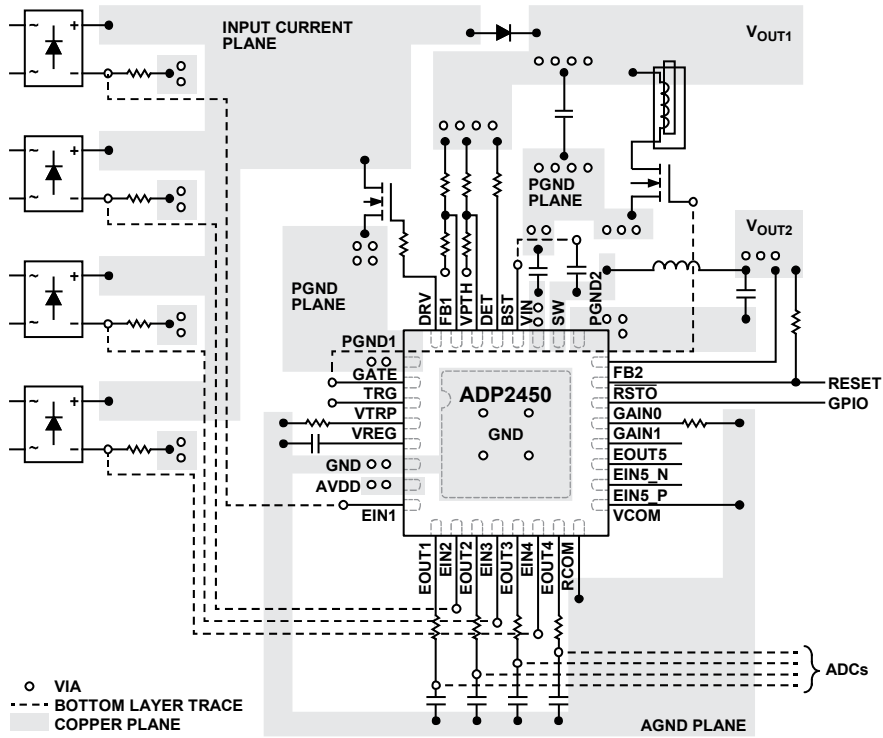 INPUT CURRENT
PLANE
VOUT1
~ +
~ −
~ +
~ −
~ +
~ −
~ +
~ −
PGND
PLANE
VOUT2
PGND
PLANE
DRV
FB1
VPTH
DET
BST
VIN
SW
PGND2
PGND1
GATE
TRG
VTRP
VREG
GND
AVDD
EIN1
ADP2450
GND
FB2
RSTO
GAIN0
GAIN1
EOUT5
EIN5_N
EIN5_P
VCOM
RESET
GPIO
EOUT1
EIN2
EOUT2
EIN3
EOUT3
EIN4
EOUT4
RCOM
ADCs
VIA
BOTTOM LAYER TRACE
COPPER PLANE
AGND PLANE